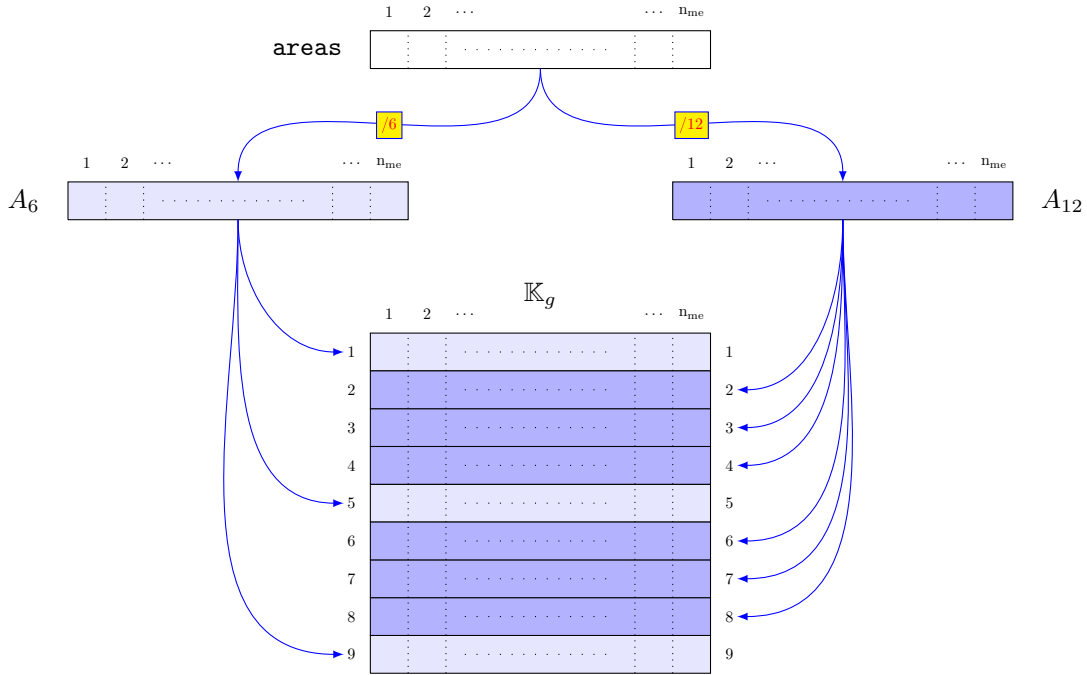 1 2 ⋯ ⋯ n_me
areas
/6 /12
1 2 ⋯ ⋯ n_me 1 2 ⋯ ⋯ n_me
A_6 A_12
𝕂_g
1 2 ⋯ ⋯ n_me
1 1
2 2
3 3
4 4
5 5
6 6
7 7
8 8
9 9